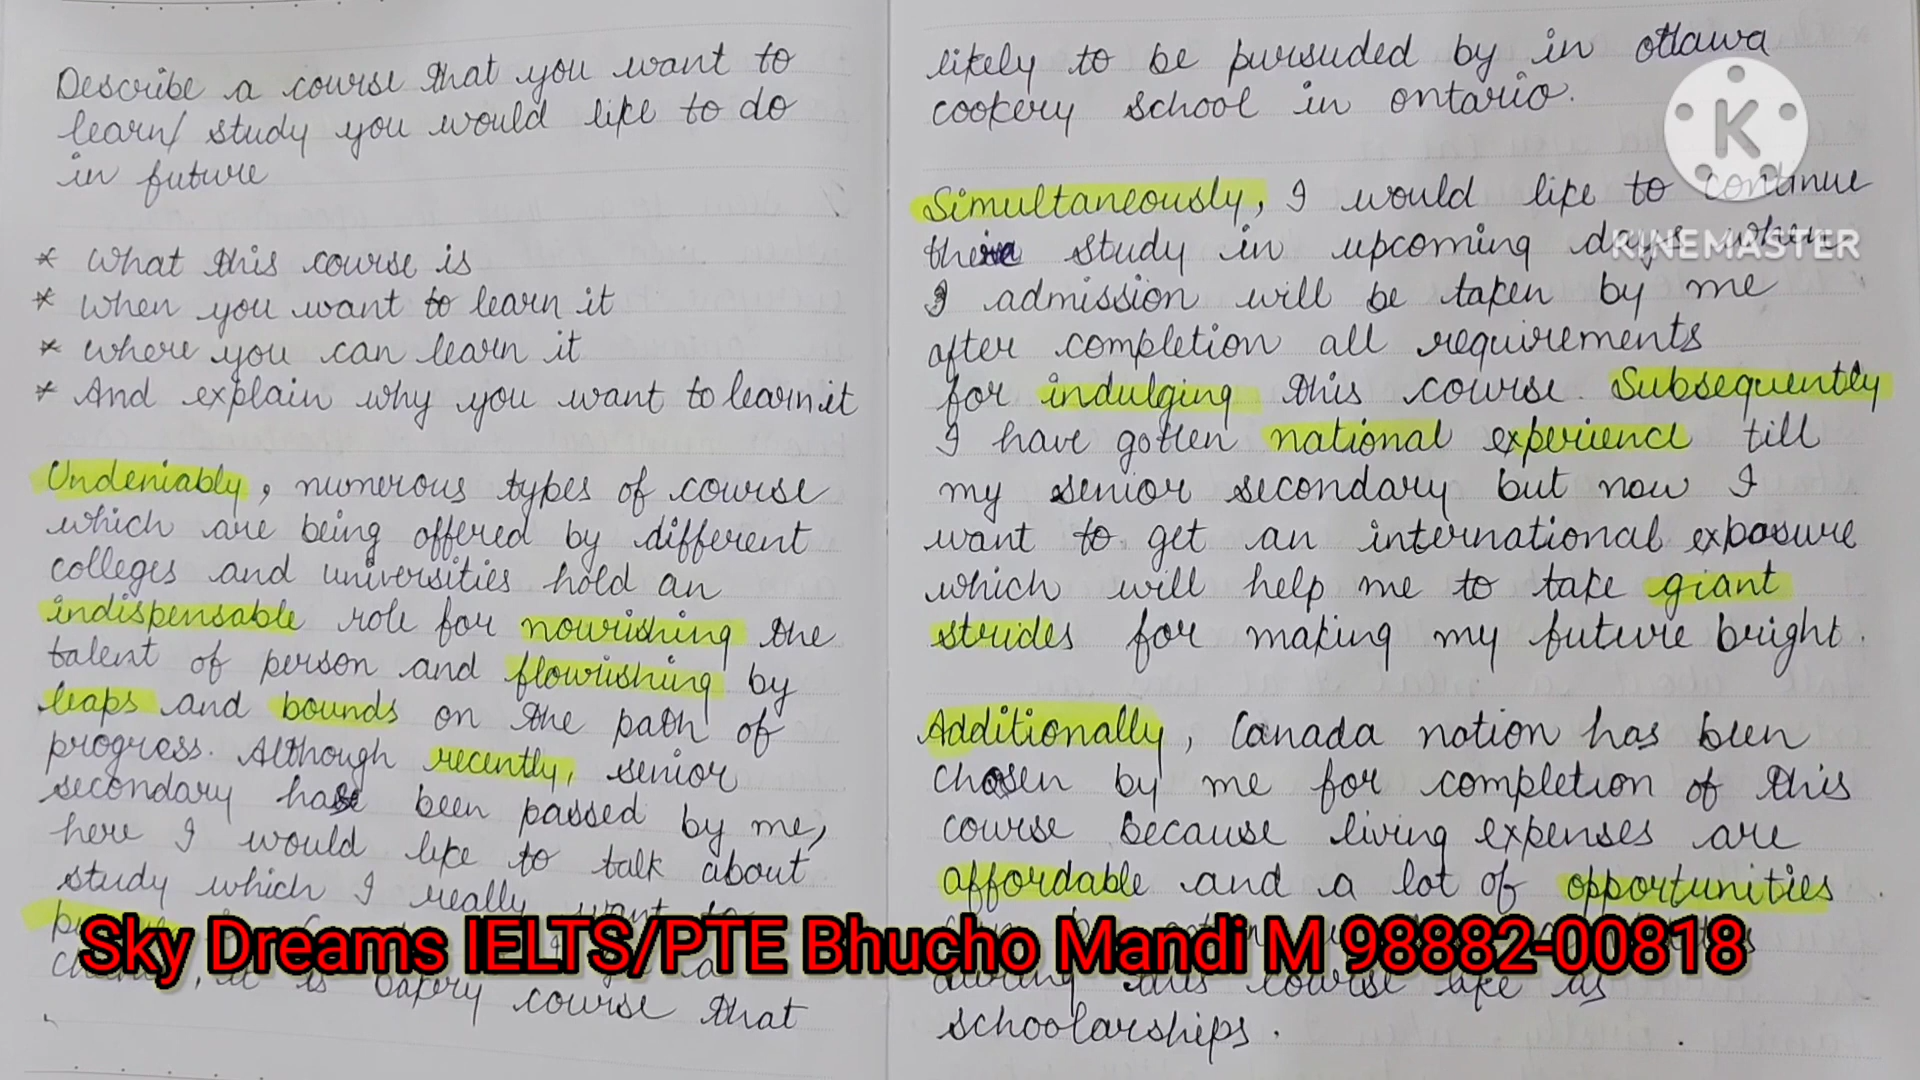 Describe a course that you want to
learn/ study you would like to do
in future
* What this course is
* When you want to learn it
* Where you can learn it
* And explain why you want to learn it
Undeniably, numerous types of course
which are being offered by different
colleges and universities hold an
indispensable role for nourishing the
talent of person and flourishing by
leaps and bounds on the path of
progress. Although recently, senior
secondary has been passed by me,
here I would like to talk about
study which I really want to
it is bakery course that
likely to be pursuded by in ottawa
cookery school in ontario.
Simultaneously, I would like to continue
study in upcoming days when
admission will be taken by me
after completion all requirements
for indulging this course. Subsequently
I have gotten national experience till
my senior secondary but now I
want to get an international exposure
which will help me to take giant
strides for making my future bright.
Additionally, Canada nation has been
chosen by me for completion of this
course because living expenses are
affordable and a lot of opportunities
during this course like as
schoolarships.
K
KINEMASTER
Sky Dreams IELTS/PTE Bhucho Mandi M 98882-00818